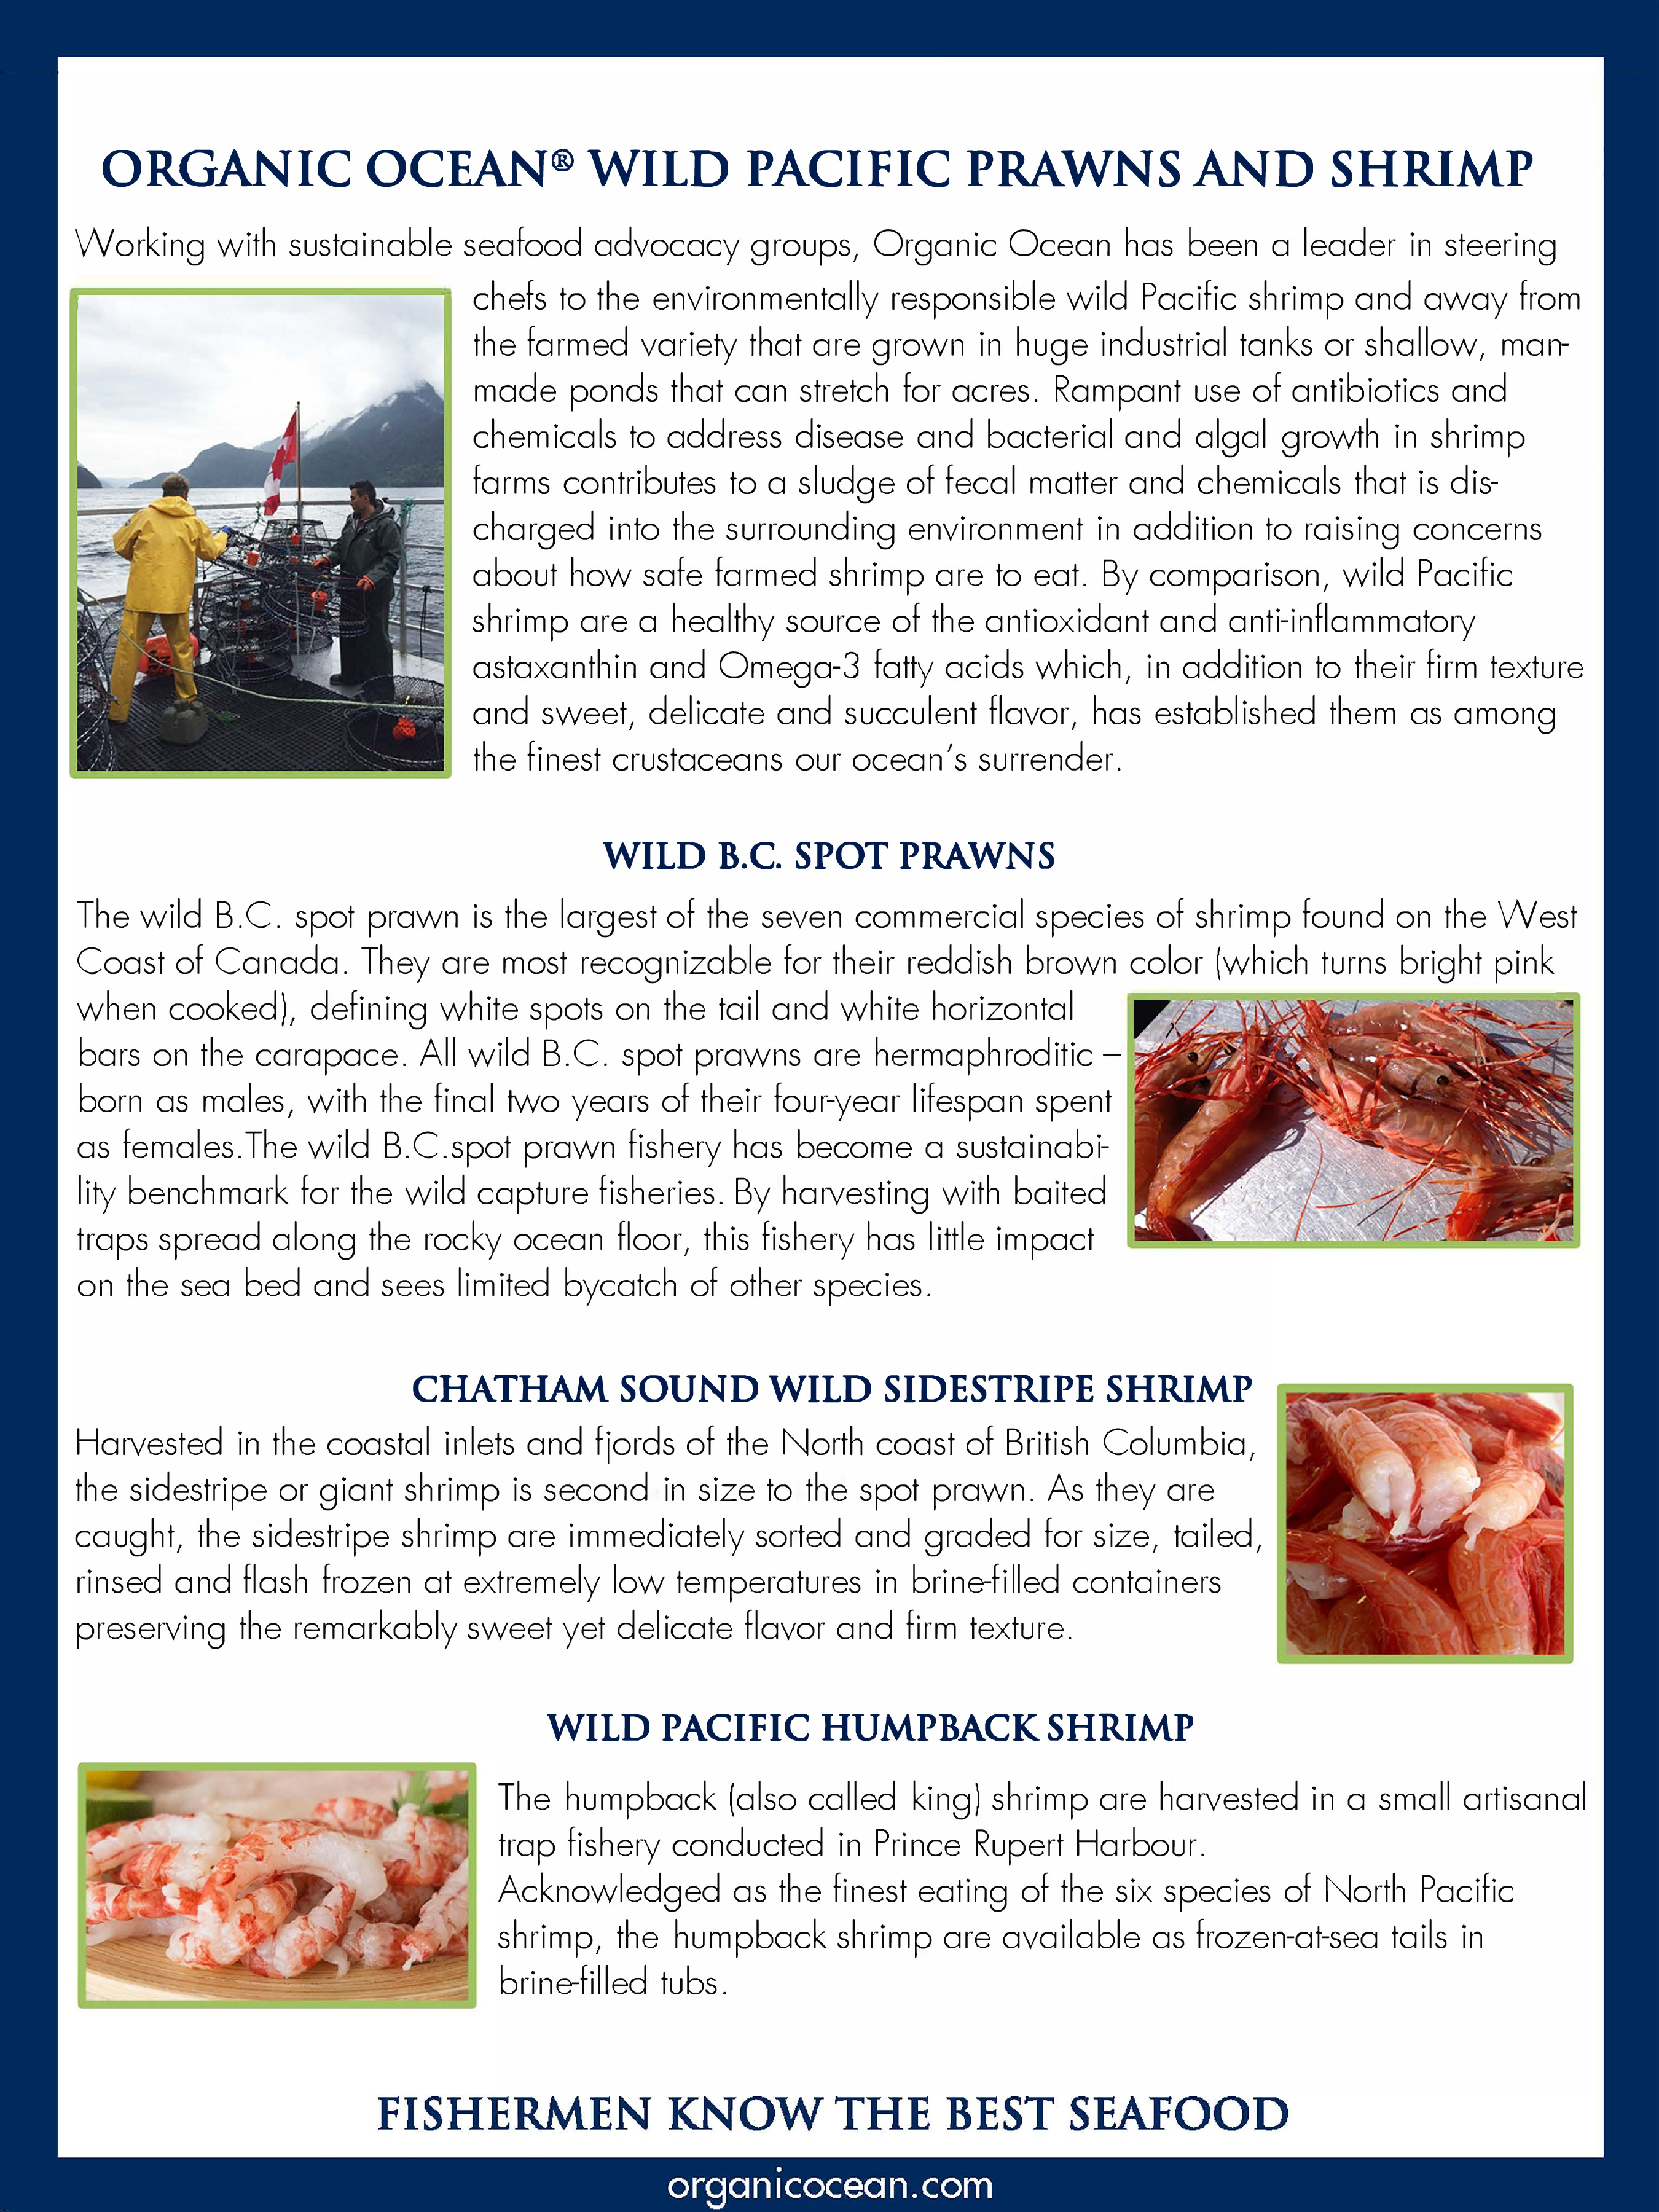 ORGANIC OCEAN® WILD PACIFIC PRAWNS AND SHRIMP
Working with sustainable seafood advocacy groups, Organic Ocean has been a leader in steering
chefs to the environmentally responsible wild Pacific shrimp and away from
the farmed variety that are grown in huge industrial tanks or shallow, man-
made ponds that can stretch for acres. Rampant use of antibiotics and
chemicals to address disease and bacterial and algal growth in shrimp
farms contributes to a sludge of fecal matter and chemicals that is dis-
charged into the surrounding environment in addition to raising concerns
about how safe farmed shrimp are to eat. By comparison, wild Pacific
shrimp are a healthy source of the antioxidant and anti-inflammatory
astaxanthin and Omega-3 fatty acids which, in addition to their firm texture
and sweet, delicate and succulent flavor, has established them as among
the finest crustaceans our ocean's surrender.
WILD B.C. SPOT PRAWNS
The wild B.C. spot prawn is the largest of the seven commercial species of shrimp found on the West
Coast of Canada. They are most recognizable for their reddish brown color (which turns bright pink
when cooked), defining white spots on the tail and white horizontal
bars on the carapace. All wild B.C. spot prawns are hermaphroditic –
born as males, with the final two years of their four-year lifespan spent
as females.The wild B.C.spot prawn fishery has become a sustainabi-
lity benchmark for the wild capture fisheries. By harvesting with baited
traps spread along the rocky ocean floor, this fishery has little impact
on the sea bed and sees limited bycatch of other species.
CHATHAM SOUND WILD SIDESTRIPE SHRIMP
Harvested in the coastal inlets and fjords of the North coast of British Columbia,
the sidestripe or giant shrimp is second in size to the spot prawn. As they are
caught, the sidestripe shrimp are immediately sorted and graded for size, tailed,
rinsed and flash frozen at extremely low temperatures in brine-filled containers
preserving the remarkably sweet yet delicate flavor and firm texture.
WILD PACIFIC HUMPBACK SHRIMP
The humpback (also called king) shrimp are harvested in a small artisanal
trap fishery conducted in Prince Rupert Harbour.
Acknowledged as the finest eating of the six species of North Pacific
shrimp, the humpback shrimp are available as frozen-at-sea tails in
brine-filled tubs.
FISHERMEN KNOW THE BEST SEAFOOD
organicocean.com